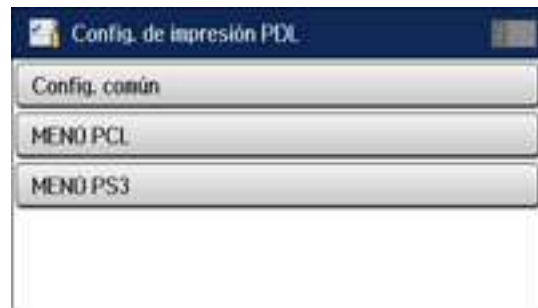 Config. de impresión PDL
Config. común
MENÚ PCL
MENÚ PS3